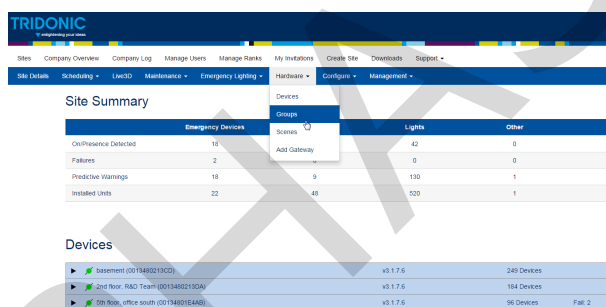 TRIDONIC
enlightening your ideas
Sites Company Overview Company Log Manage Users Manage Ranks My Invitations Create Site Downloads Support
Site Details Scheduling Live3D Maintenance Emergency Lighting Hardware Configure Management
Devices
Groups
Scenes
Add Gateway
Site Summary
Emergency Devices Lights Other
On/Presence Detected 18 42 0
Failures 2 0 0
Predictive Warnings 18 9 130 1
Installed Units 22 48 520 1
Devices
basement (0013480213CD) v3.1.7.6 249 Devices
2nd floor, R&D Team (0013480213DA) v3.1.7.6 184 Devices
5th floor, office south (00134801E4AB) v3.1.7.6 96 Devices Fail: 2